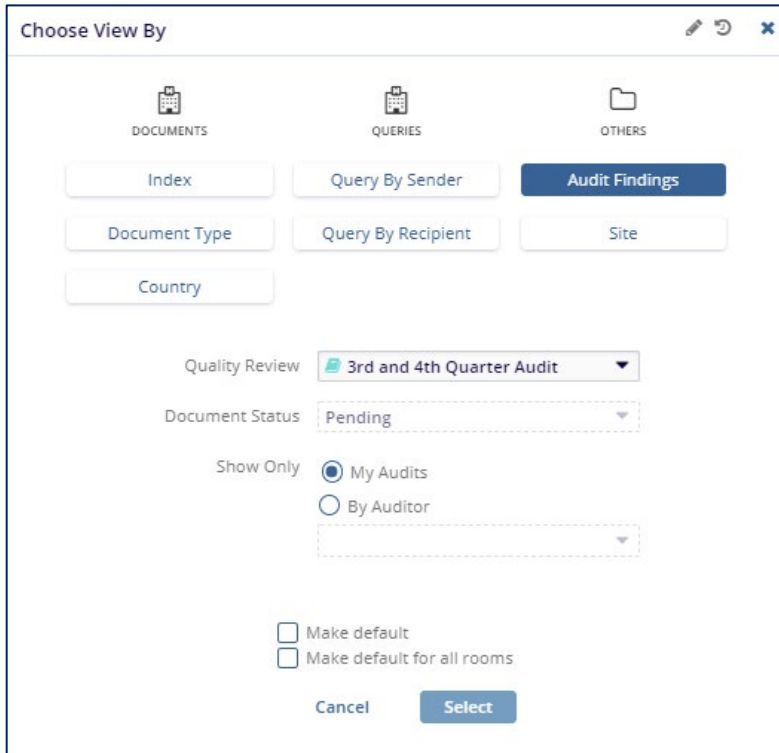 Choose View By
DOCUMENTS QUERIES OTHERS
Index Query By Sender Audit Findings
Document Type Query By Recipient Site
Country
Quality Review 3rd and 4th Quarter Audit
Document Status Pending
Show Only My Audits
By Auditor
Make default
Make default for all rooms
Cancel Select